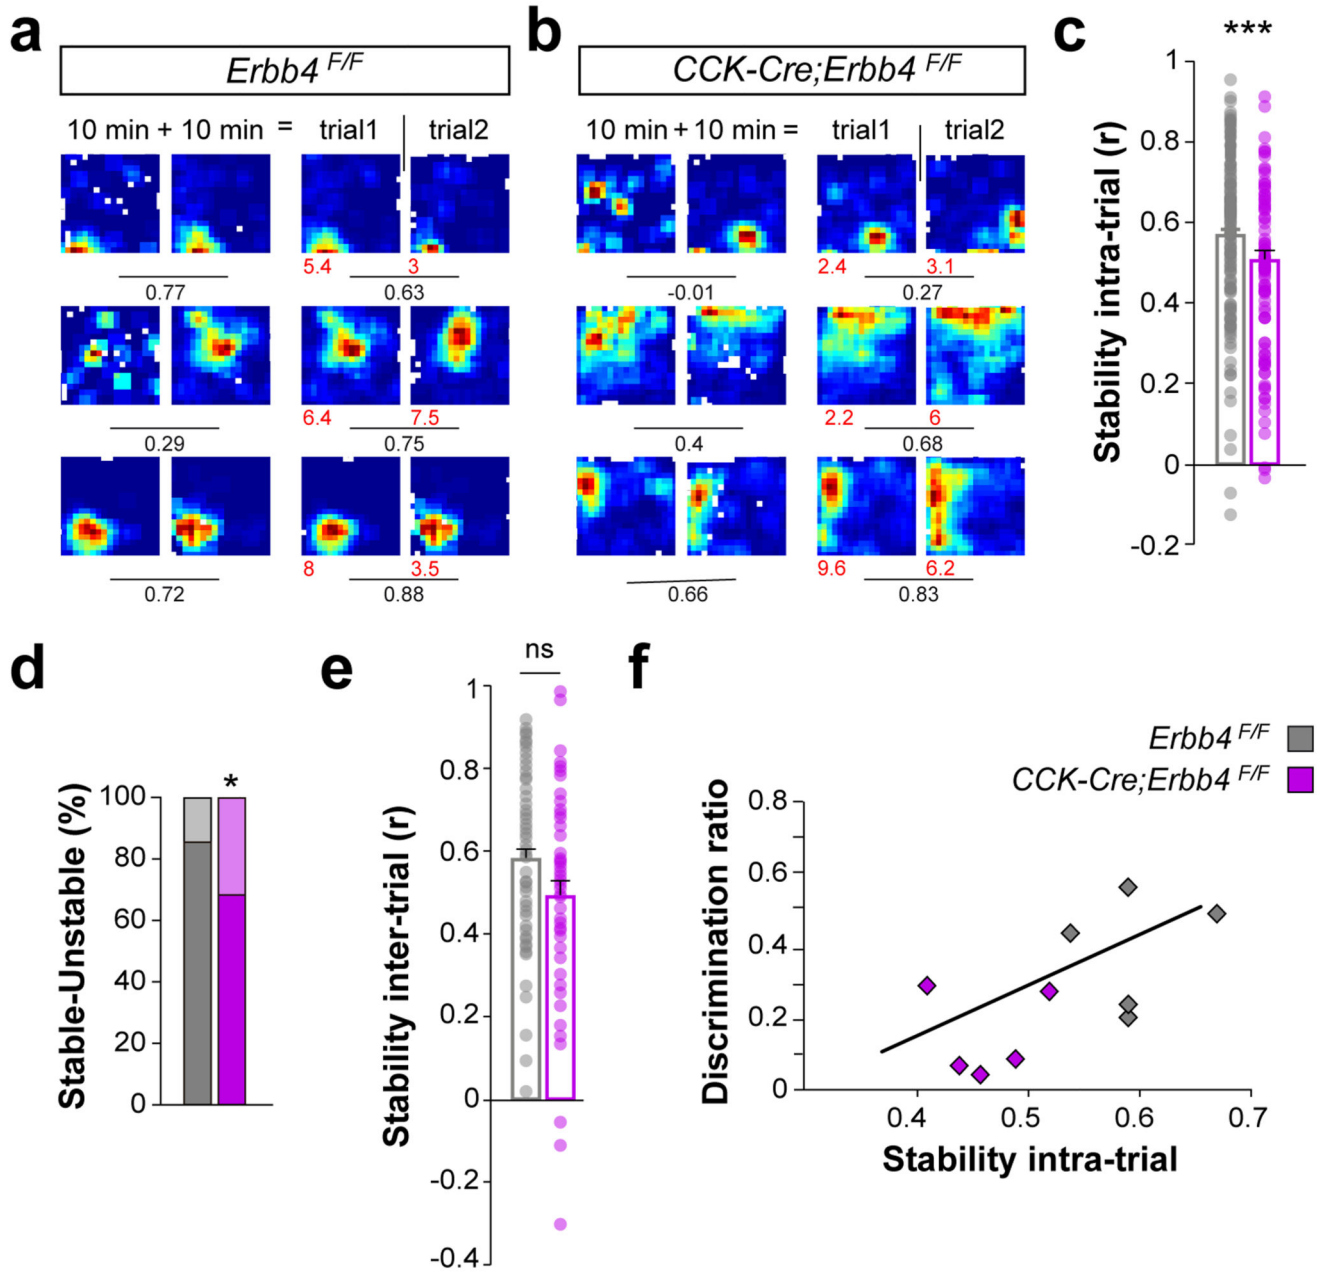 a
Erbb4 F/F
10 min + 10 min = trial1 trial2
5.4 3
0.77 0.63
6.4 7.5
0.29 0.75
8 3.5
0.72 0.88
b
CCK-Cre;Erbb4 F/F
10 min + 10 min = trial1 trial2
2.4 3.1
-0.01 0.27
2.2 6
0.4 0.68
9.6 6.2
0.66 0.83
c
***
Stability intra-trial (r)
1
0.8
0.6
0.4
0.2
0
-0.2
d
*
Stable-Unstable (%)
100
80
60
40
20
0
e
ns
Stability inter-trial (r)
1
0.8
0.6
0.4
0.2
0
-0.2
-0.4
f
Erbb4 F/F
CCK-Cre;Erbb4 F/F
Discrimination ratio
0.8
0.6
0.4
0.2
0
0.4 0.5 0.6 0.7
Stability intra-trial